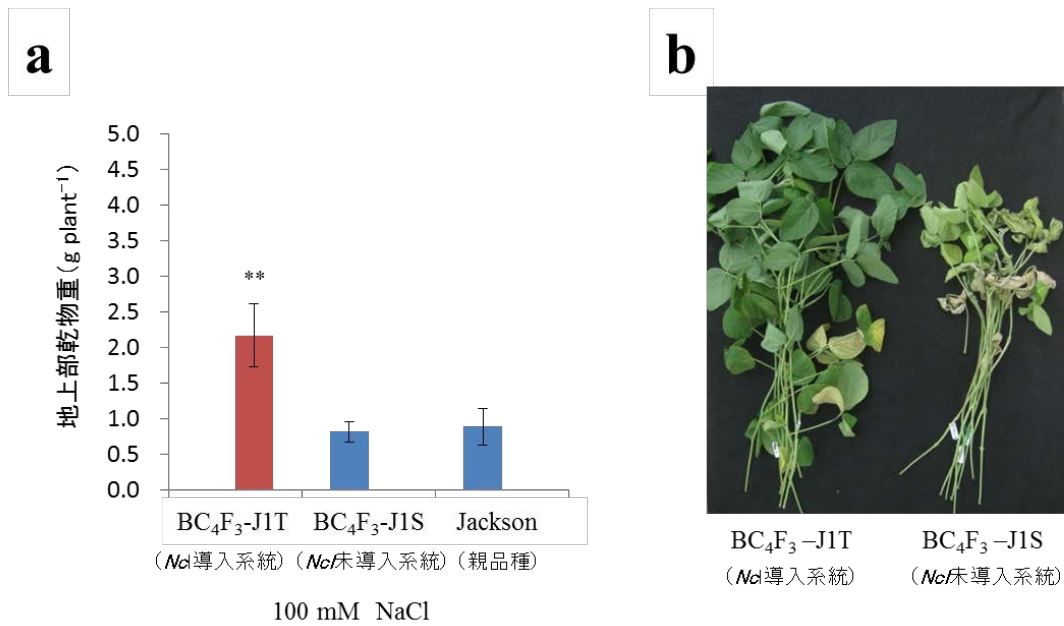 a
b
地上部乾物重(g plant⁻¹)
5.0
4.5
4.0
3.5
3.0
2.5
2.0
1.5
1.0
0.5
0.0
**
BC₄F₃-J1T BC₄F₃-J1S Jackson
(Ncl導入系統) (Ncl未導入系統) (親品種)
100 mM NaCl
BC₄F₃–J1T BC₄F₃–J1S
(Ncl導入系統) (Ncl未導入系統)